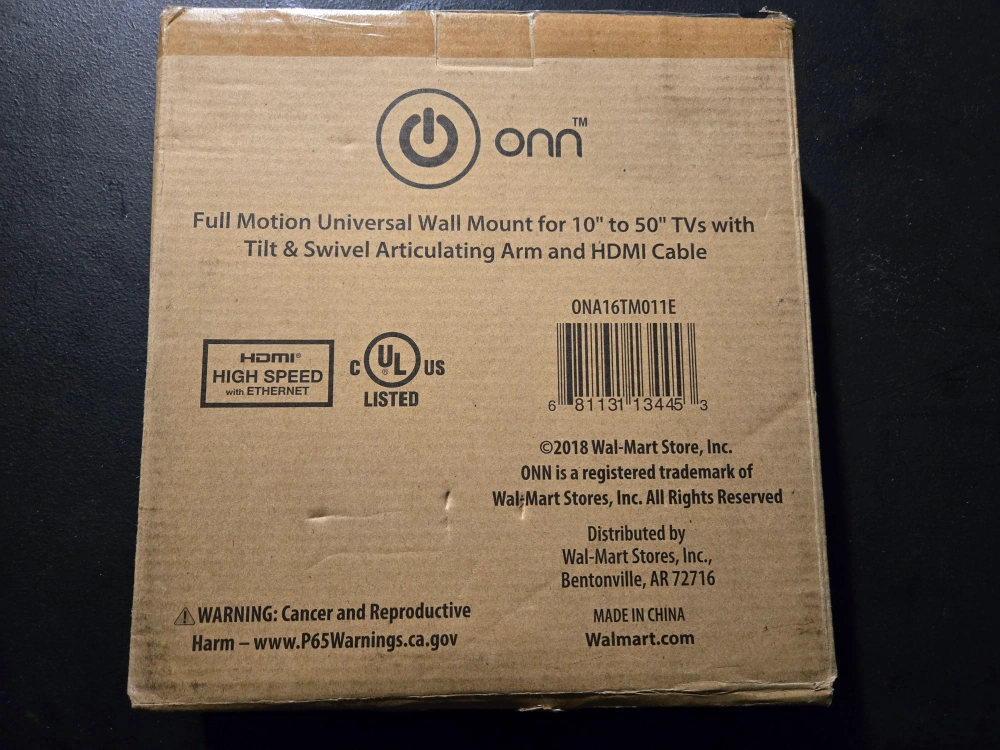 onn™
Full Motion Universal Wall Mount for 10" to 50" TVs with
Tilt & Swivel Articulating Arm and HDMI Cable
ONA16TM011E
6 81131 13445 3
HDMI®
HIGH SPEED
with ETHERNET
C UL® US
LISTED
©2018 Wal-Mart Store, Inc.
ONN is a registered trademark of
Wal-Mart Stores, Inc. All Rights Reserved
Distributed by
Wal-Mart Stores, Inc.,
Bentonville, AR 72716
WARNING: Cancer and Reproductive
Harm – www.P65Warnings.ca.gov
MADE IN CHINA
Walmart.com